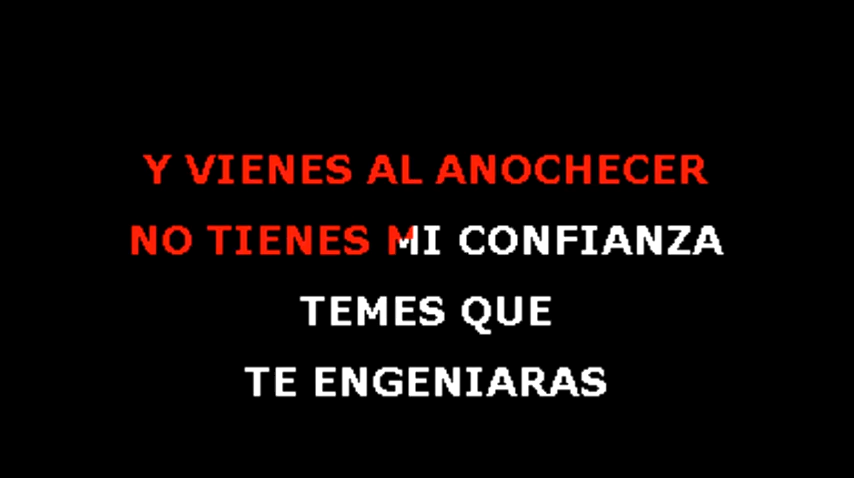 Y VIENES AL ANOCHECER
NO TIENES MI CONFIANZA
TEMES QUE
TE ENGENIARAS